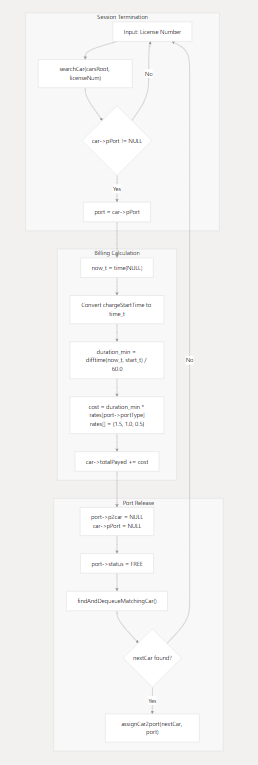 Session Termination
Input: License Number
searchCar(carsRoot,
licenseNum)
No
car->pPort != NULL
Yes
port = car->pPort
Billing Calculation
now_t = time(NULL)
Convert chargeStartTime to
time_t
duration_min =
difftime(now_t, start_t) /
60.0
No
cost = duration_min *
rates(port->portType)
rates[] = {1.5, 1.0, 0.5}
car->totalPayed += cost
Port Release
port->p2car = NULL
car->pPort = NULL
port->status = FREE
findAndDequeueMatchingCar()
nextCar found?
Yes
assignCar2port(nextCar,
port)